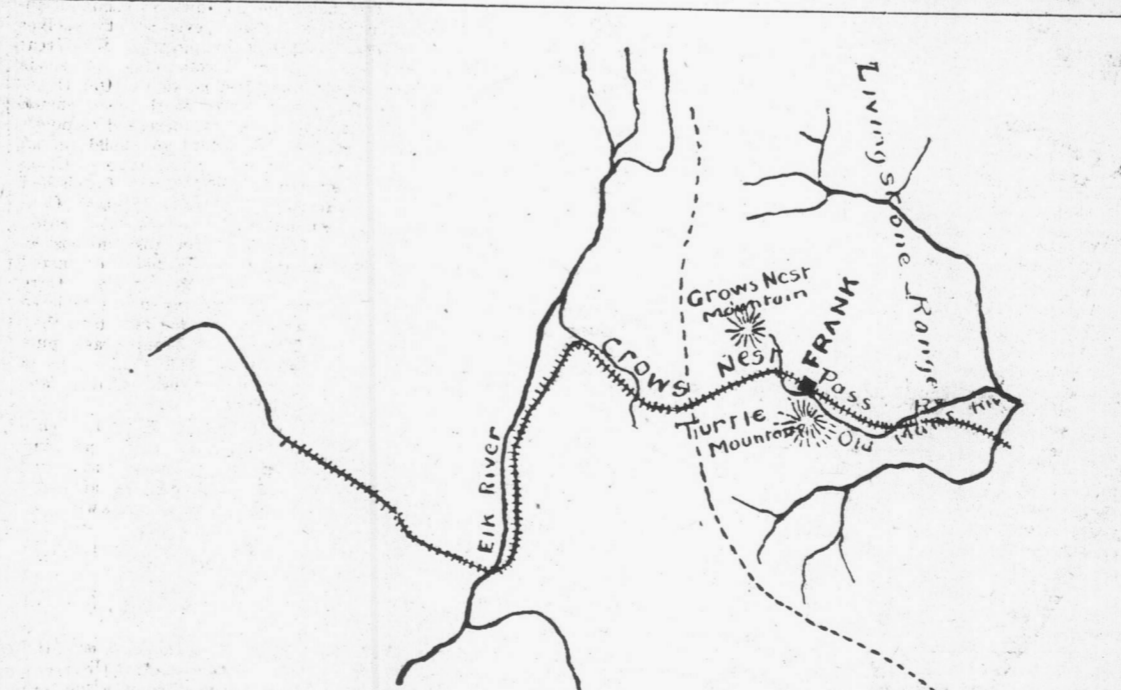 Livingstone Range
Crows Nest
Mountain
FRANK
Crows Nest Pass
Turtle
Mountain
Old
Elk River